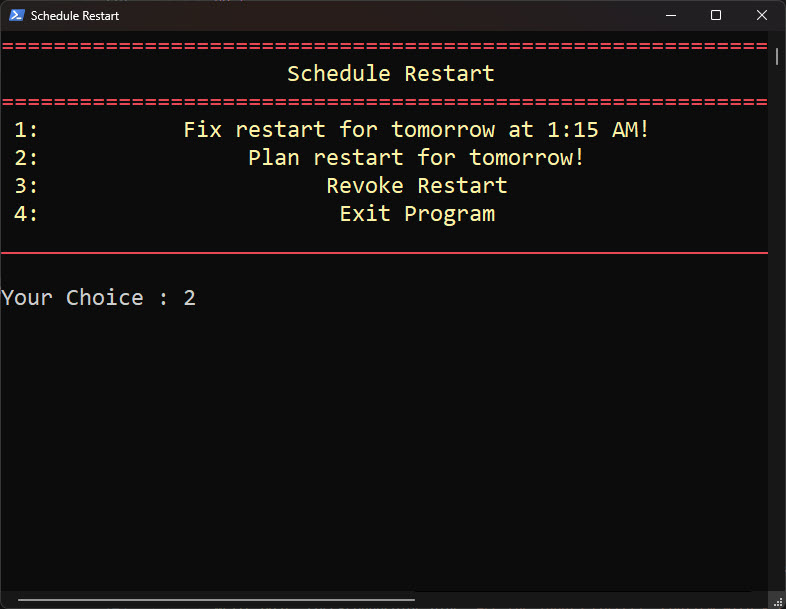 Schedule Restart
===========================================================
Schedule Restart
===========================================================
1: Fix restart for tomorrow at 1:15 AM!
2: Plan restart for tomorrow!
3: Revoke Restart
4: Exit Program
Your Choice : 2